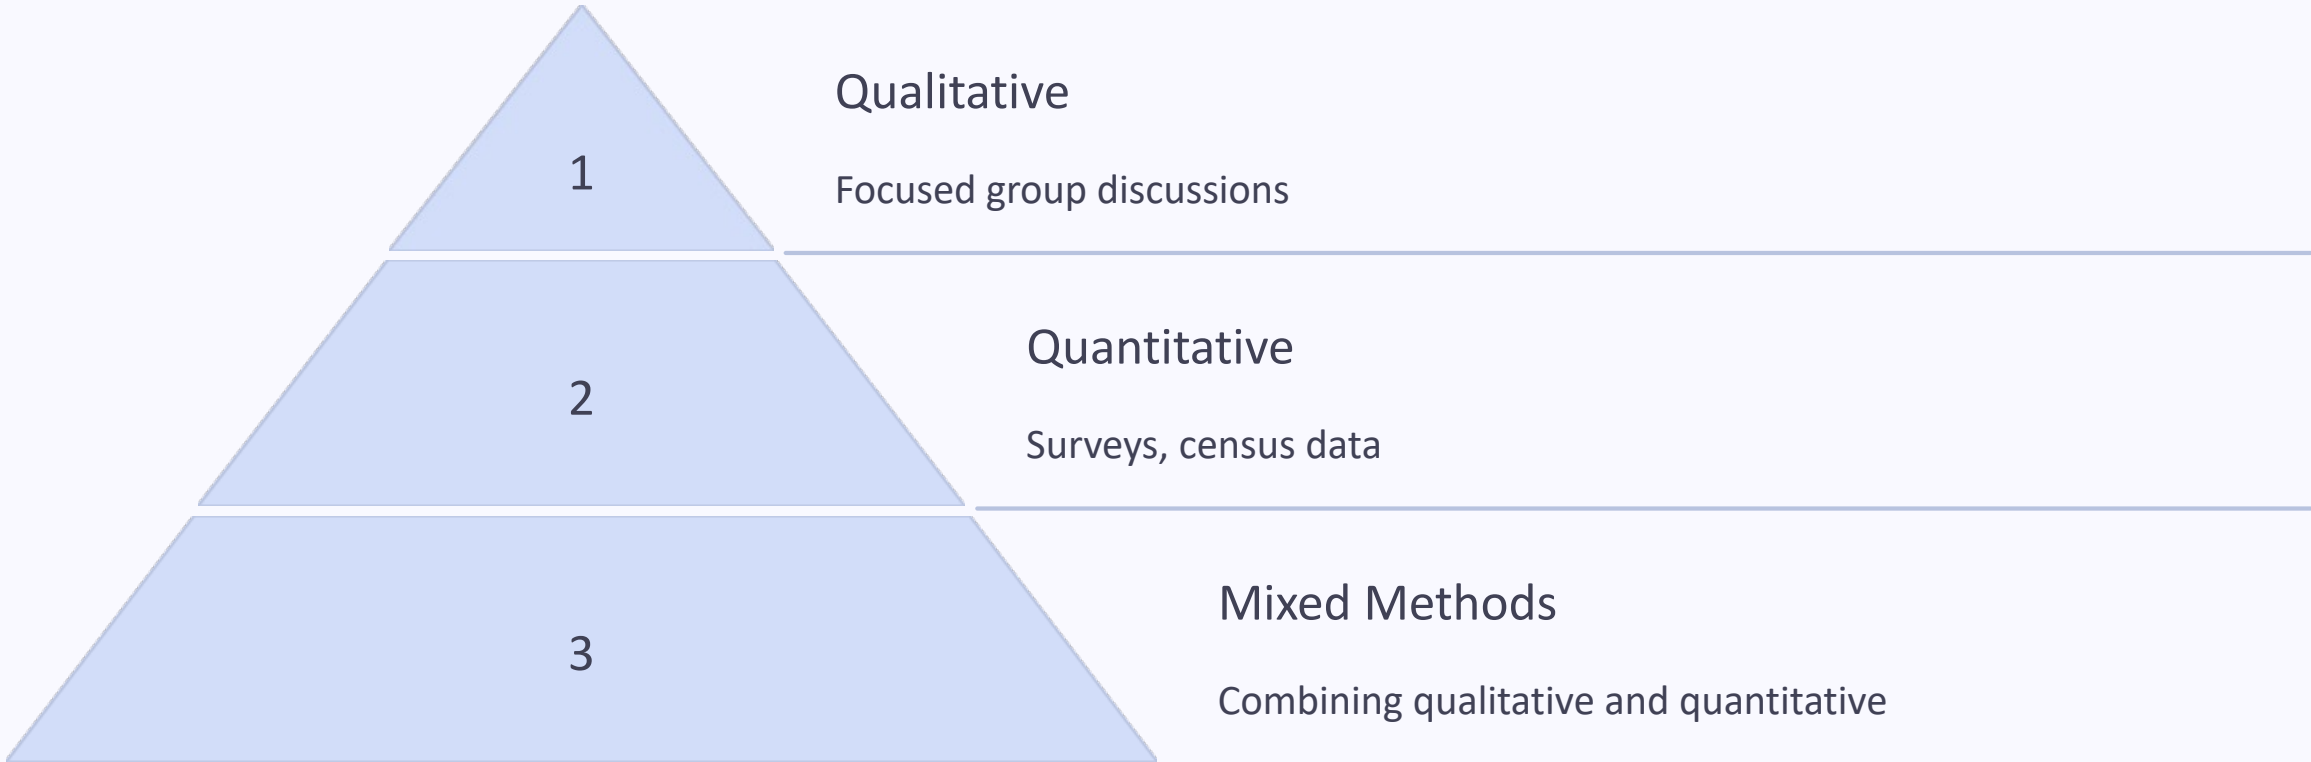 1
Qualitative
Focused group discussions
2
Quantitative
Surveys, census data
3
Mixed Methods
Combining qualitative and quantitative